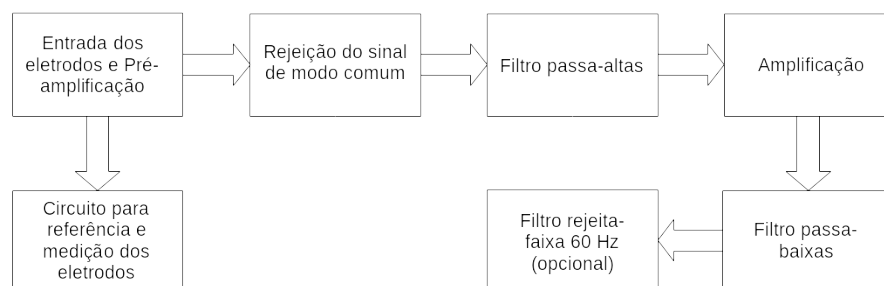 Entrada dos
eletrodos e Pré-
amplificação
Rejeição do sinal
de modo comum
Filtro passa-altas
Amplificação
Circuito para
referência e
medição dos
eletrodos
Filtro rejeita-
faixa 60 Hz
(opcional)
Filtro passa-
baixas